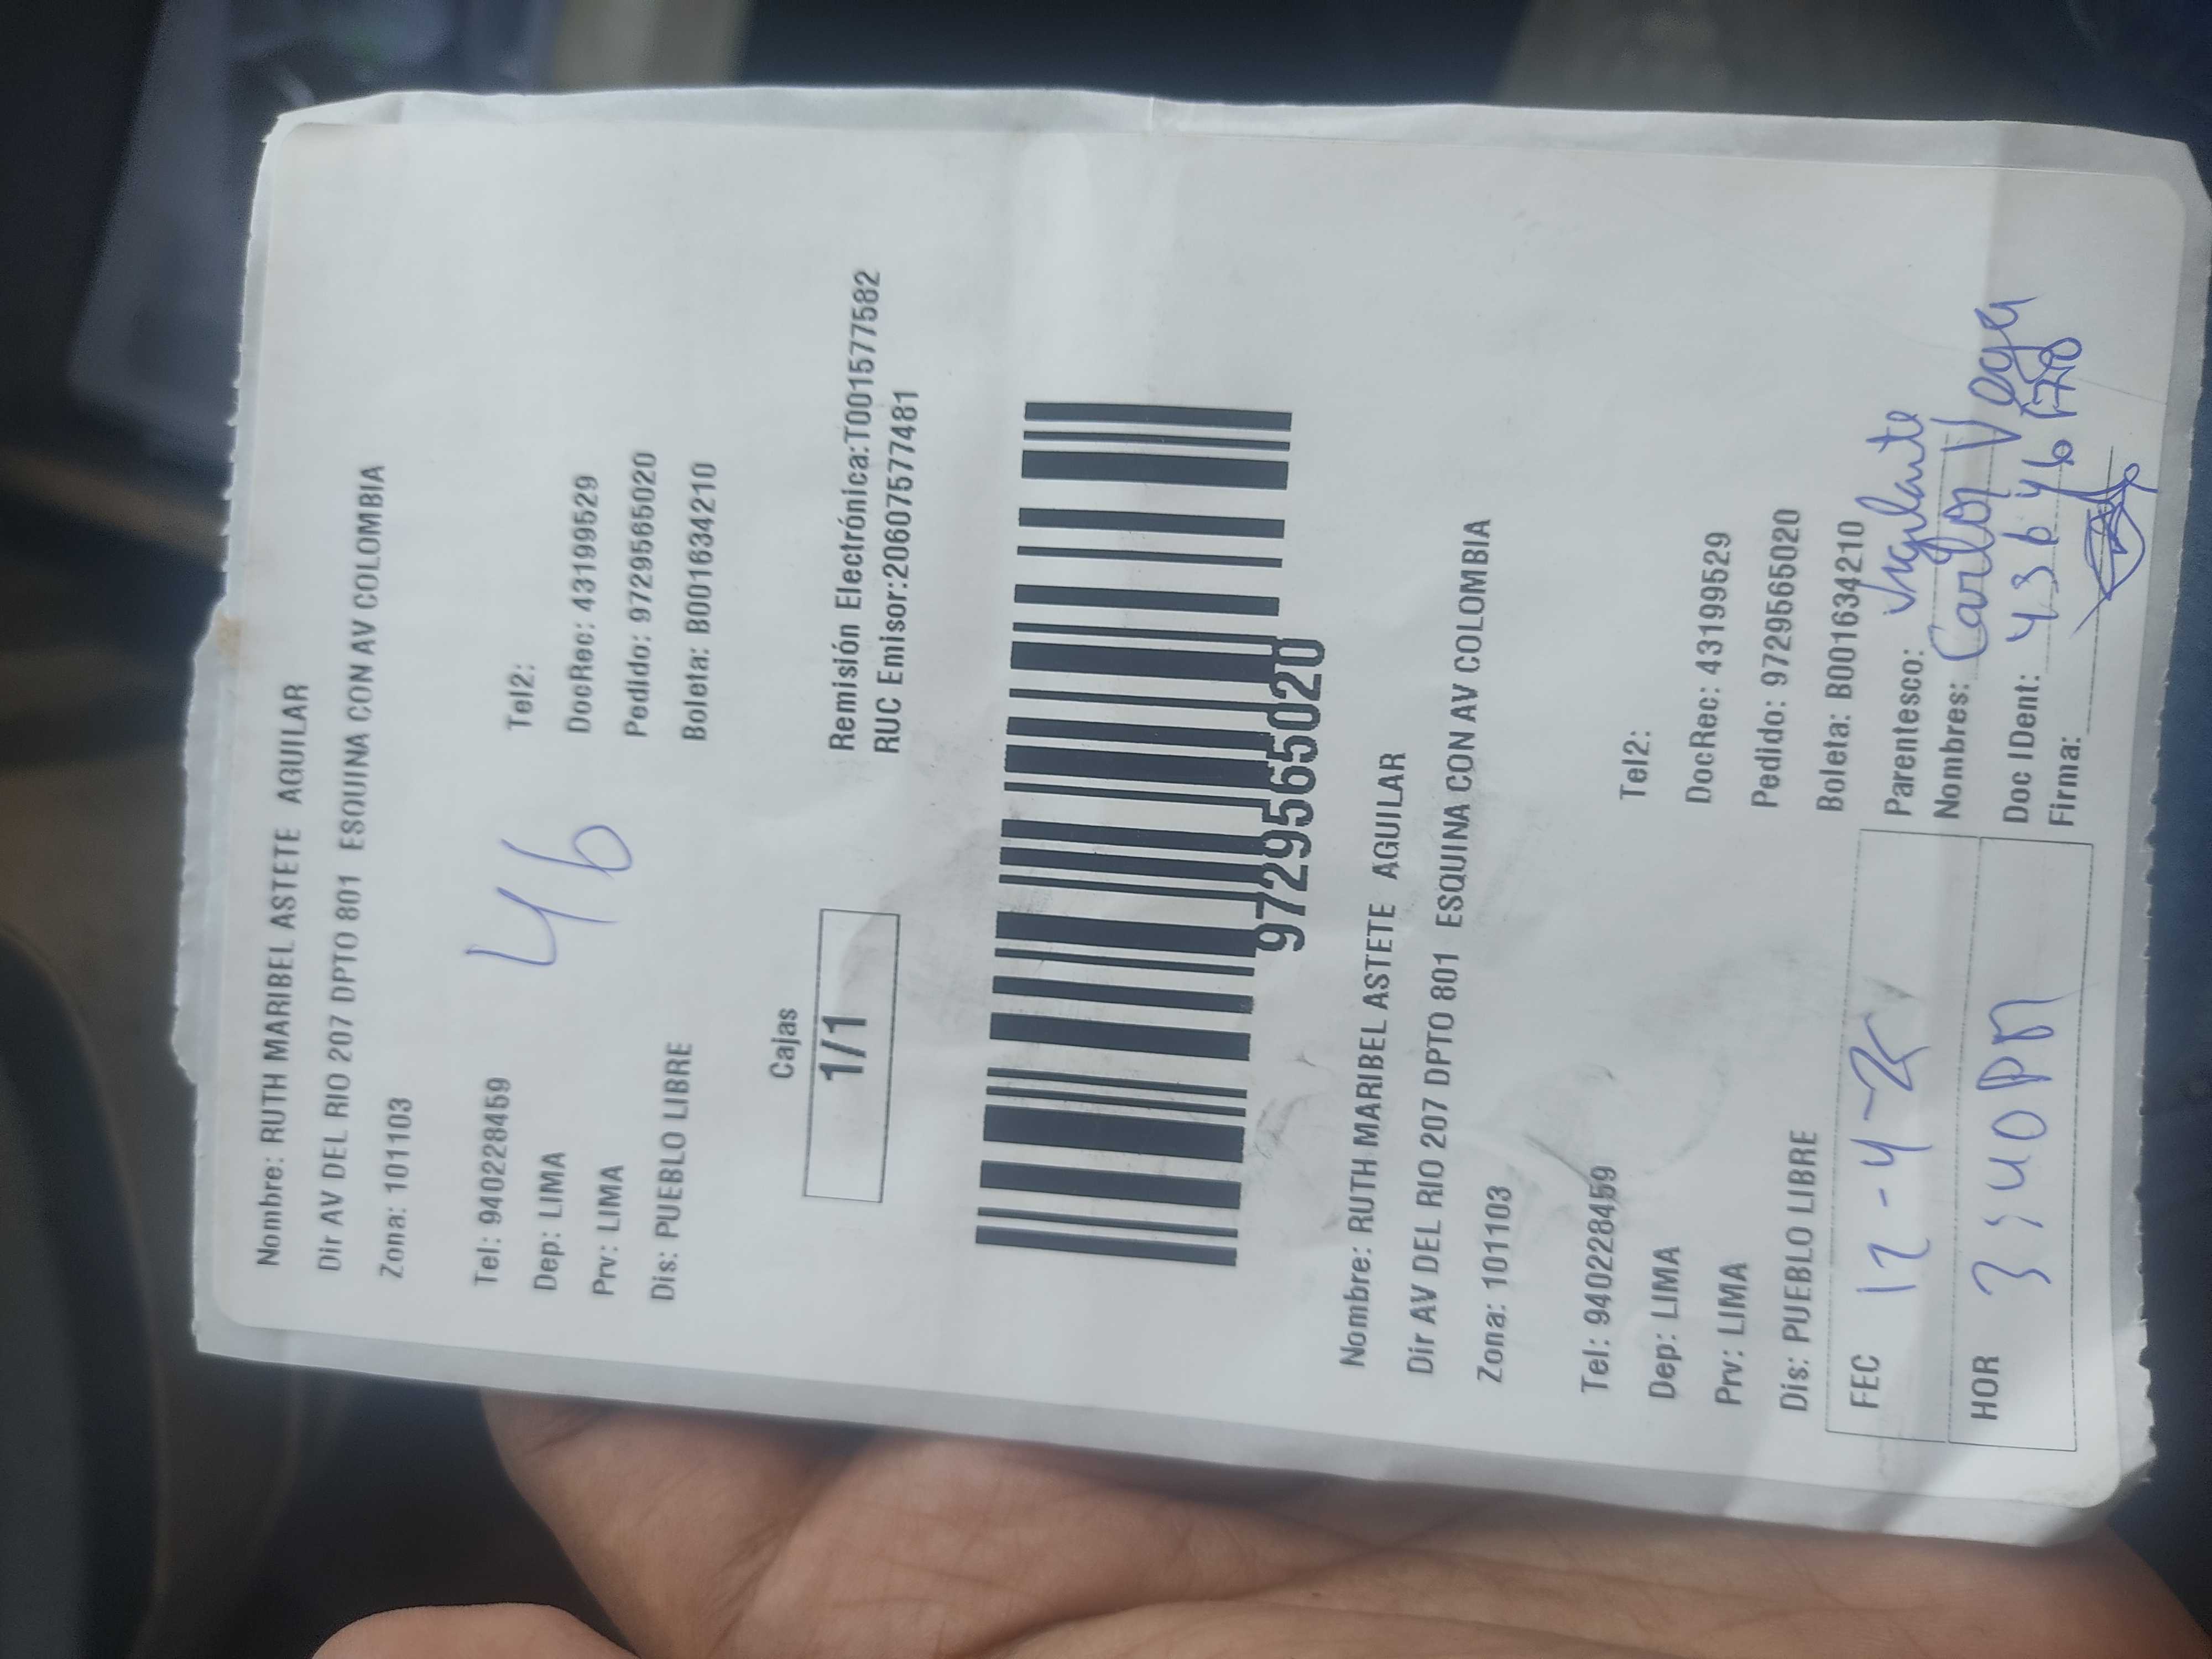 Nombre: RUTH MARIBEL ASTETE AGUILAR
Dir AV DEL RIO 207 DPTO 801 ESQUINA CON AV COLOMBIA
Zona: 101103
Tel: 940228459 Tel2:
Dep: LIMA DocRec: 43199529
Prv: LIMA Pedido: 9729565020
Dis: PUEBLO LIBRE Boleta: B001634210
46
Cajas
1/1
Remisión Electrónica:T001577582
RUC Emisor:20607577481
9729565020
Nombre: RUTH MARIBEL ASTETE AGUILAR
Dir AV DEL RIO 207 DPTO 801 ESQUINA CON AV COLOMBIA
Zona: 101103
Tel: 940228459 Tel2:
Dep: LIMA DocRec: 43199529
Prv: LIMA Pedido: 9729565020
Dis: PUEBLO LIBRE Boleta: B001634210
FEC 12-4-25
HOR 3:40PM
Parentesco: Vigilante
Nombres: Carlos Vega
Doc IDent:
Firma: